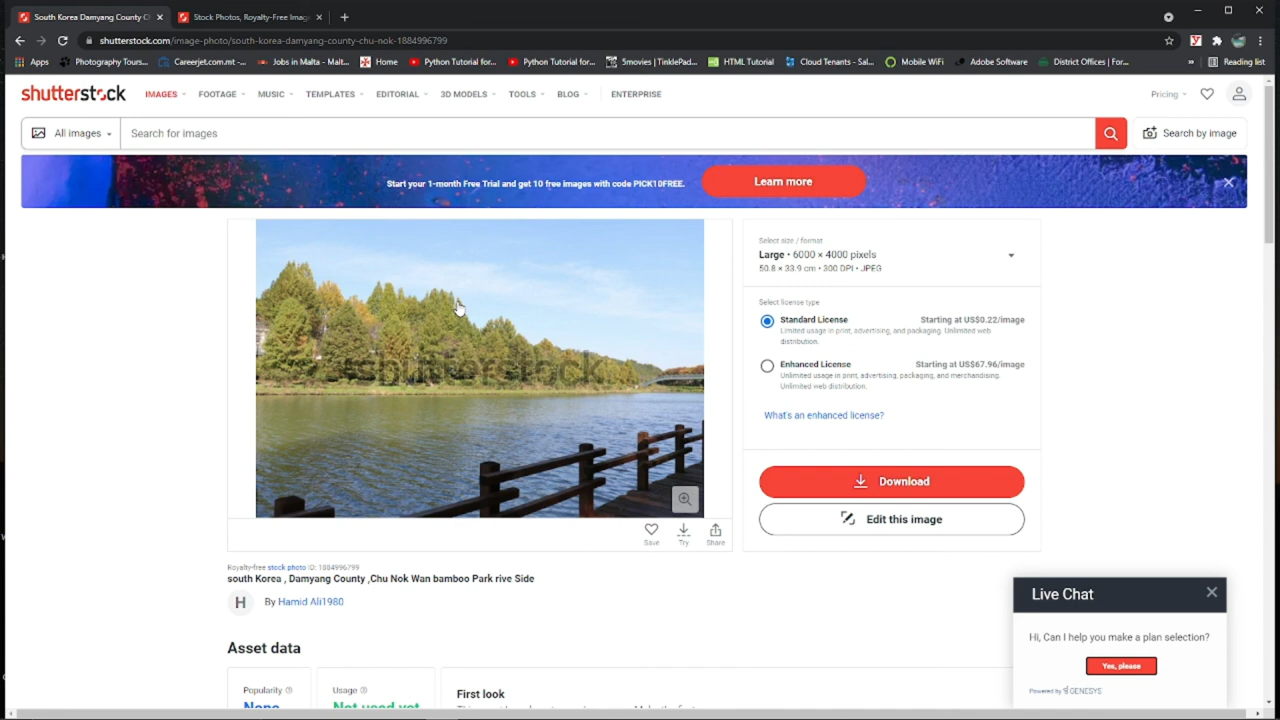 South Korea Damyang County C
Stock Photos, Royalty-Free Imag
shutterstock.com/image-photo/south-korea-damyang-county-chu-nok-1884996799
Apps
Photography Tours...
Careerjet.com.mt -...
Jobs in Malta - Most...
Home
Python Tutorial for...
Python Tutorial for...
5movies | TinklePad...
HTML Tutorial
Cloud Tenants - Sal...
Mobile WiFi
Adobe Software
District Offices | For...
»
Reading list
shutterstock
IMAGES
FOOTAGE
MUSIC
TEMPLATES
EDITORIAL
3D MODELS
TOOLS
BLOG
ENTERPRISE
Pricing
All images
Search for images
Search by image
Start your 1-month Free Trial and get 10 free images with code PICK10FREE.
Learn more
shutterstock
Select size / format
Large • 6000 × 4000 pixels
50.8 × 33.9 cm • 300 DPI • JPEG
Select license type
Standard License
Starting at US$0.22/image
Limited usage in print, advertising, and packaging. Unlimited web
distribution.
Enhanced License
Starting at US$67.96/image
Unlimited usage in print, advertising, packaging, and merchandising.
Unlimited web distribution.
What's an enhanced license?
Download
Edit this image
Save
Try
Share
Royalty-free stock photo ID: 1884996799
south Korea , Damyang County ,Chu Nok Wan bamboo Park rive Side
H
By Hamid Ali1980
Asset data
Popularity
None
Usage
Not used yet
First look
Live Chat
Hi, Can I help you make a plan selection?
Yes, please
Powered by GENESYS